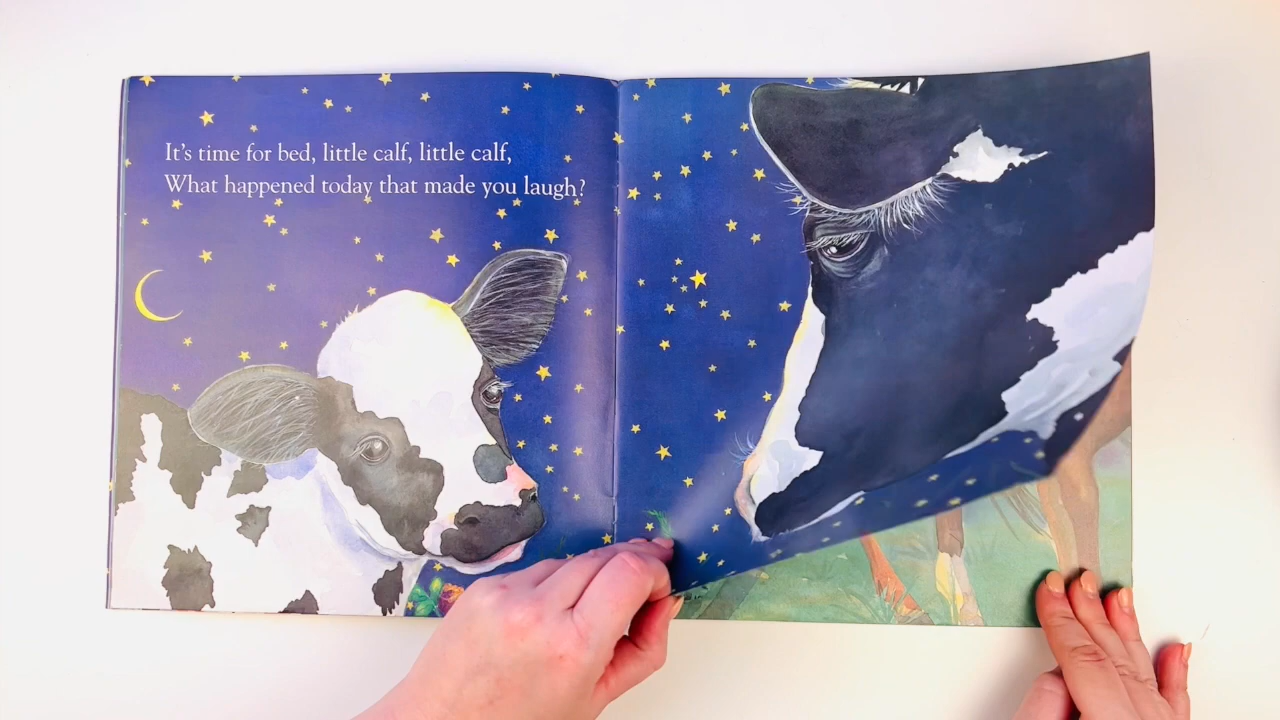 It's time for bed, little calf, little calf,
What happened today that made you laugh?